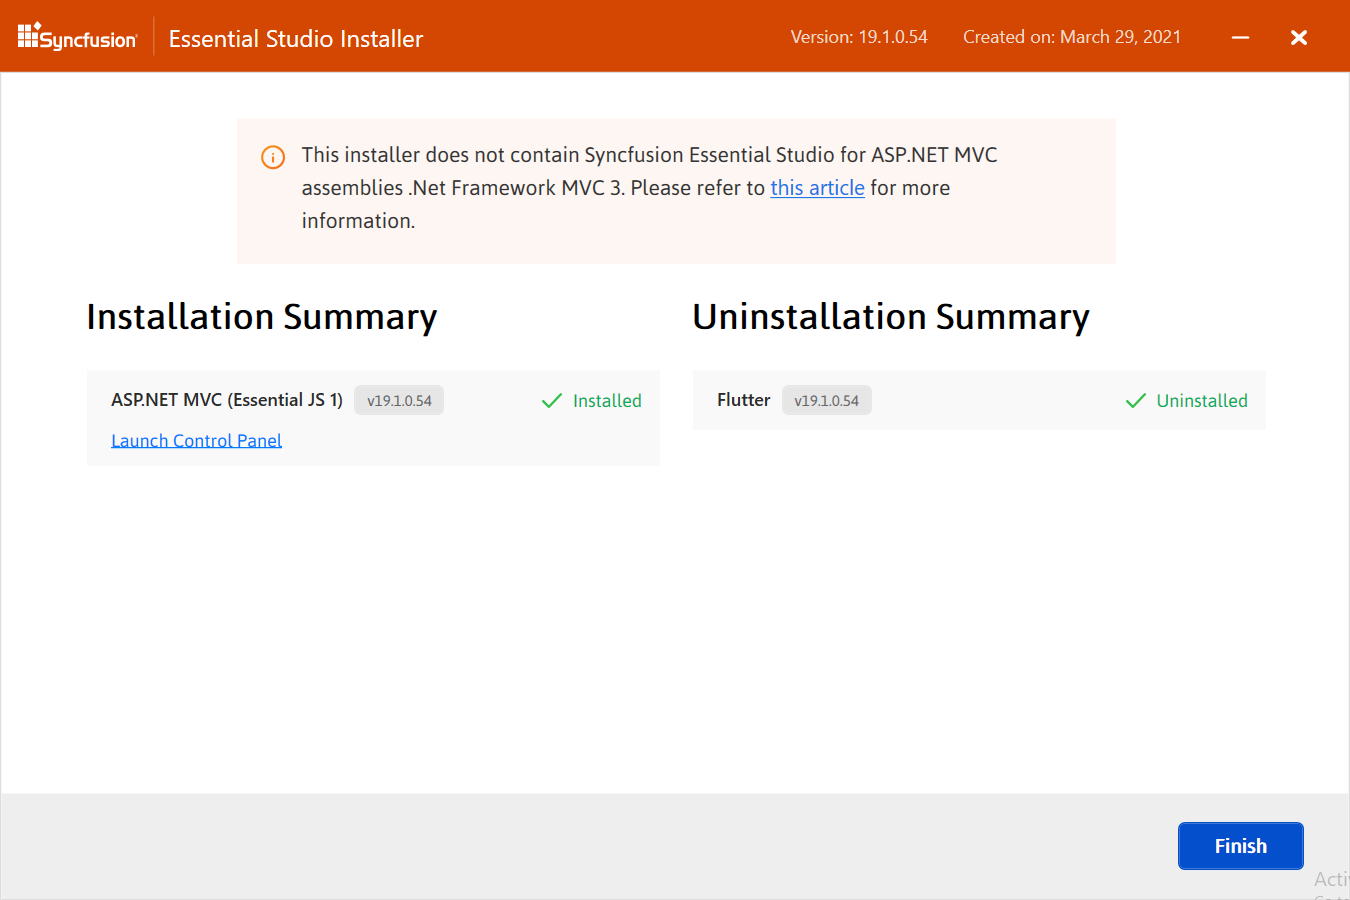 Syncfusion
Essential Studio Installer
Version: 19.1.0.54
Created on: March 29, 2021
This installer does not contain Syncfusion Essential Studio for ASP.NET MVC
assemblies .Net Framework MVC 3. Please refer to this article for more
information.
Installation Summary
ASP.NET MVC (Essential JS 1) v19.1.0.54 Installed
Launch Control Panel
Uninstallation Summary
Flutter v19.1.0.54 Uninstalled
Finish
Activ